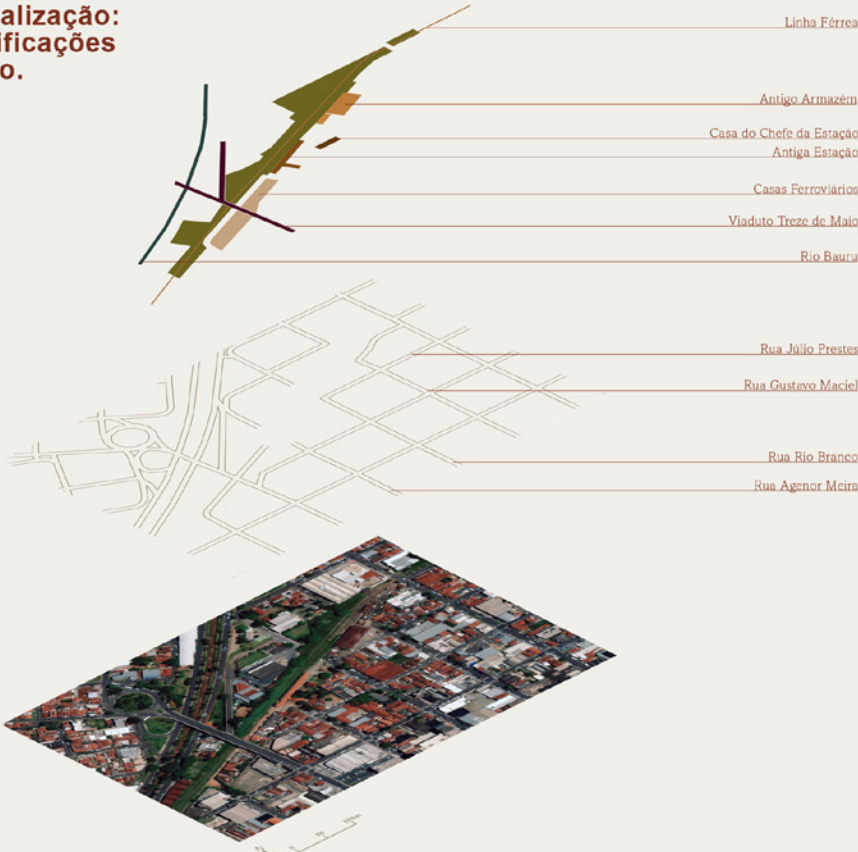 alização:
ificações
o.
Linha Férrea
Antigo Armazém
Casa do Chefe da Estação
Antiga Estação
Casas Ferroviários
Viaduto Treze de Maio
Rio Bauru
Rua Júlio Prestes
Rua Gustavo Maciel
Rua Rio Branco
Rua Agenor Meira
0